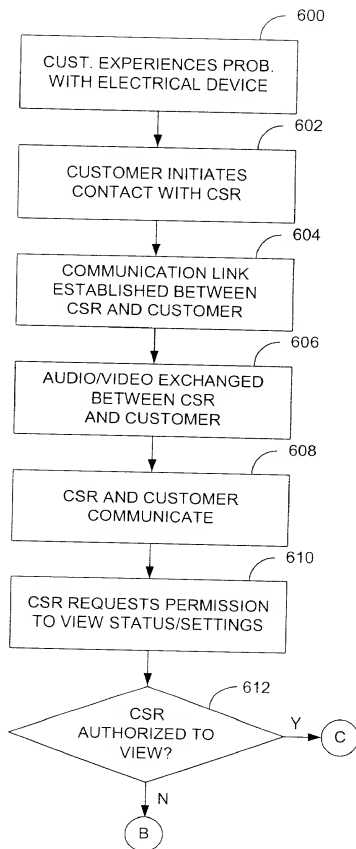 600
CUST. EXPERIENCES PROB.
WITH ELECTRICAL DEVICE
602
CUSTOMER INITIATES
CONTACT WITH CSR
604
COMMUNICATION LINK
ESTABLISHED BETWEEN
CSR AND CUSTOMER
606
AUDIO/VIDEO EXCHANGED
BETWEEN CSR
AND CUSTOMER
608
CSR AND CUSTOMER
COMMUNICATE
610
CSR REQUESTS PERMISSION
TO VIEW STATUS/SETTINGS
612
CSR
AUTHORIZED TO
VIEW?
Y
C
N
B